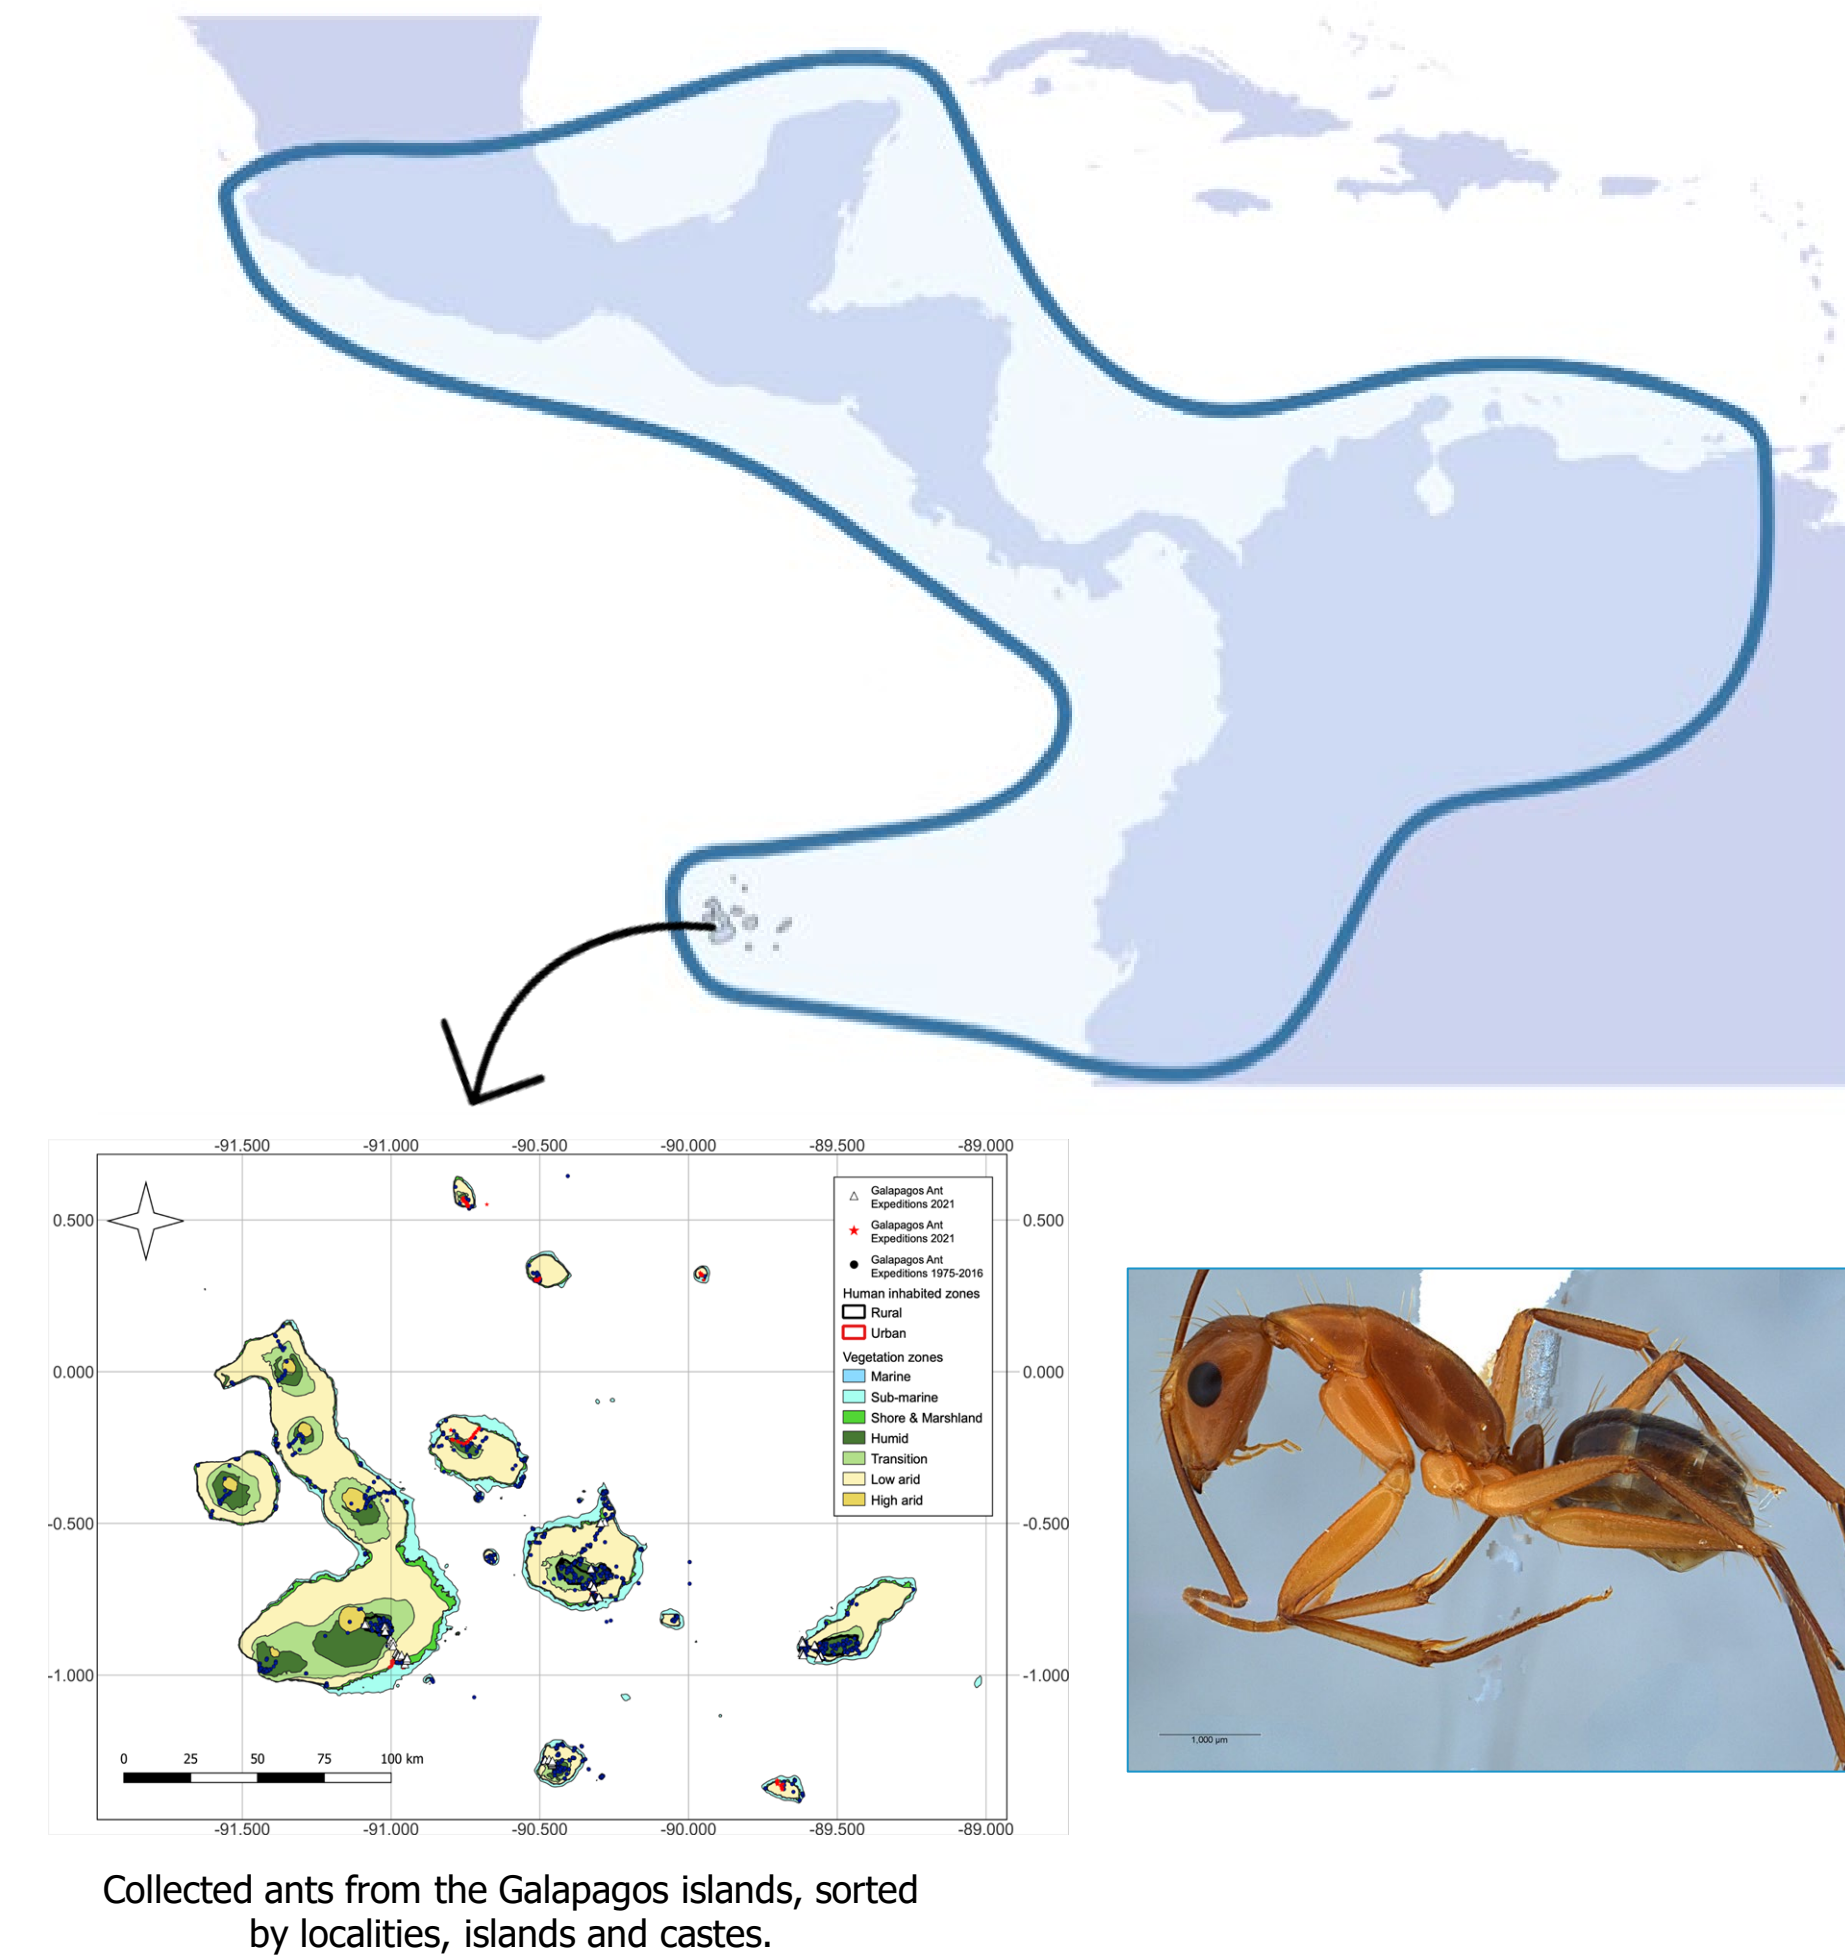 -91.500 -91.000 -90.500 -90.000 -89.500 -89.000
Galapagos Ant
Expeditions 2021
0.500 0.500
Galapagos Ant
Expeditions 2021
Galapagos Ant
Expeditions 1975-2016
Human inhabited zones
Rural
Urban
Vegetation zones
0.000 0.000
Marine
Sub-marine
Shore & Marshland
Humid
Transition
Low arid
High arid
-0.500 -0.500
-1.000 -1.000
0 25 50 75 100 km
-91.500 -91.000 -90.500 -90.000 -89.500 -89.000
1,000 µm
Collected ants from the Galapagos islands, sorted
by localities, islands and castes.